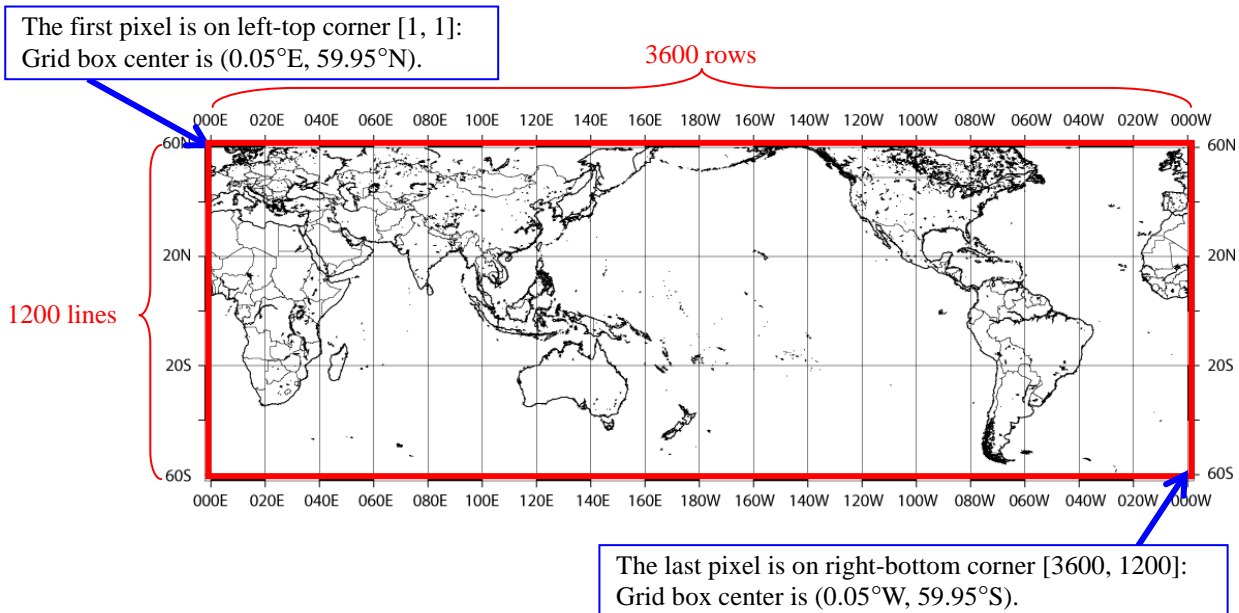 The first pixel is on left-top corner [1, 1]:
Grid box center is (0.05°E, 59.95°N).
3600 rows
000E 020E 040E 060E 080E 100E 120E 140E 160E 180W 160W 140W 120W 100W 080W 060W 040W 020W 000W
60N 60N
20N 20N
1200 lines
20S 20S
60S 60S
000E 020E 040E 060E 080E 100E 120E 140E 160E 180W 160W 140W 120W 100W 080W 060W 040W 020W 000W
The last pixel is on right-bottom corner [3600, 1200]:
Grid box center is (0.05°W, 59.95°S).